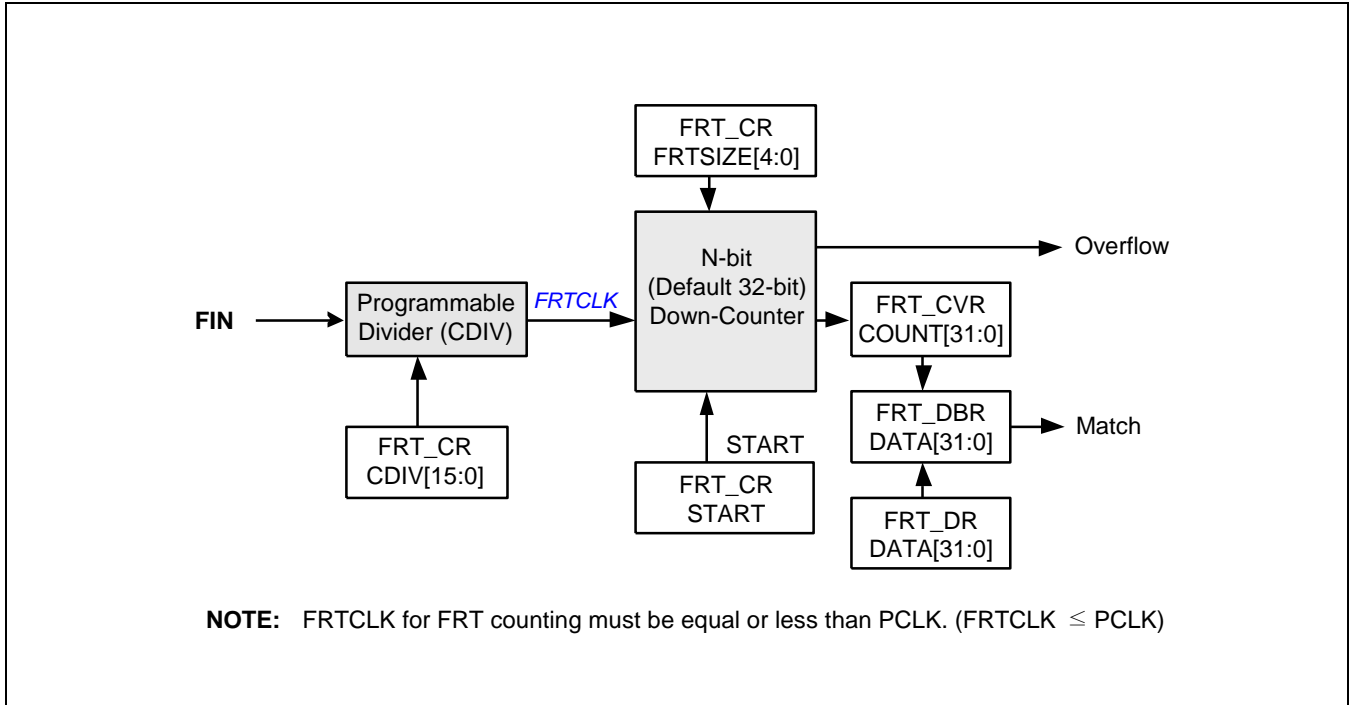 FRT_CR
FRTSIZE[4:0]
N-bit
(Default 32-bit)
Down-Counter
Overflow
FIN
Programmable
Divider (CDIV)
FRTCLK
FRT_CVR
COUNT[31:0]
FRT_CR
CDIV[15:0]
START
FRT_CR
START
FRT_DBR
DATA[31:0]
Match
FRT_DR
DATA[31:0]
NOTE: FRTCLK for FRT counting must be equal or less than PCLK. (FRTCLK ≤ PCLK)